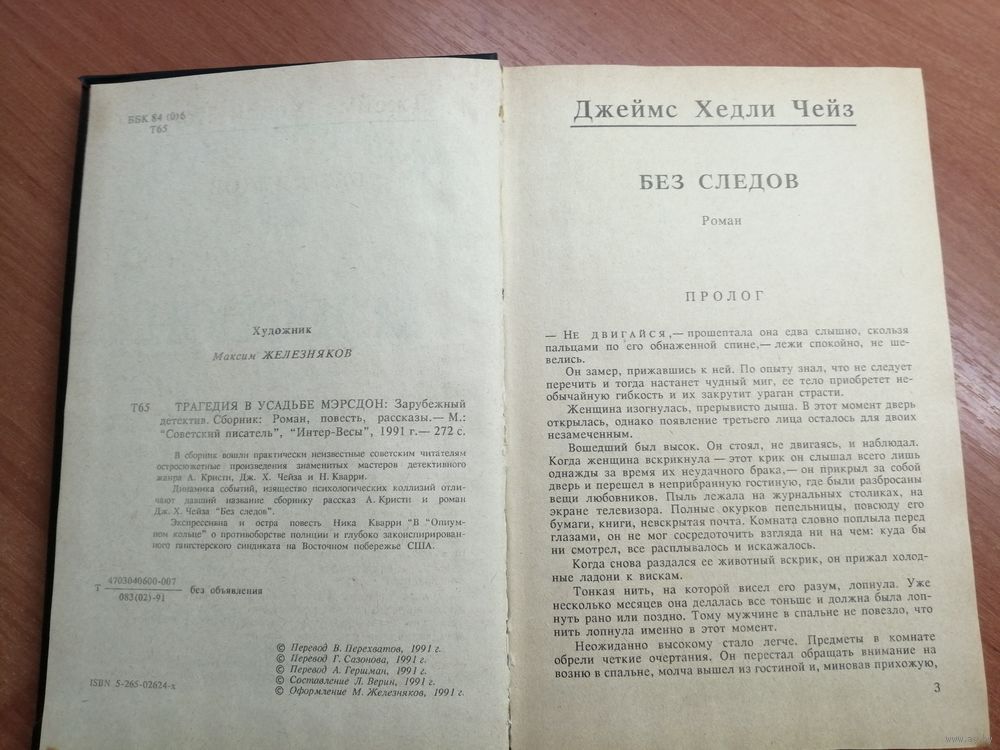 ББК 84 (0)6
Т65
Художник
Максим ЖЕЛЕЗНЯКОВ
Т65 ТРАГЕДИЯ В УСАДЬБЕ МЭРСДОН: Зарубежный
детектив. Сборник: Роман, повесть, рассказы.— М.:
"Советский писатель", "Интер-Весы", 1991 г.— 272 с.
В сборник вошли практически неизвестные советским читателям
остросюжетные произведения знаменитых мастеров детективного
жанра А. Кристи, Дж. Х. Чейза и Н. Кварри.
Динамика событий, изящество психологических коллизий отли-
чают давший название сборнику рассказ А. Кристи и роман
Дж. Х. Чейза "Без следов".
Экспрессивна и остра повесть Ника Кварри "В "Опиум-
ном кольце" о противоборстве полиции и глубоко законспирирован-
ного гангстерского синдиката на Восточном побережье США.
Т 4703040600-007
083(02)-91 без объявления
© Перевод В. Перехватов, 1991 г.
© Перевод Г. Сазонова, 1991 г.
© Перевод А. Гершман, 1991 г.
© Составление Л. Верин, 1991 г.
© Оформление М. Железняков, 1991 г.
ISBN 5-265-02624-х
Джеймс Хедли Чейз
БЕЗ СЛЕДОВ
Роман
ПРОЛОГ
— НЕ ДВИГАЙСЯ,— прошептала она едва слышно, скользя
пальцами по его обнаженной спине,— лежи спокойно, не ше-
велись.
Он замер, прижавшись к ней. По опыту знал, что не следует
перечить и тогда настанет чудный миг, ее тело приобретет не-
обычайную гибкость и их закрутит ураган страсти.
Женщина изогнулась, прерывисто дыша. В этот момент дверь
открылась, однако появление третьего лица осталось для двоих
незамеченным.
Вошедший был высок. Он стоял, не двигаясь, и наблюдал.
Когда женщина вскрикнула — этот крик он слышал всего лишь
однажды за время их неудачного брака,— он прикрыл за собой
дверь и перешел в неприбранную гостиную, где были разбросаны
вещи любовников. Пыль лежала на журнальных столиках, на
экране телевизора. Полные окурков пепельницы, повсюду его
бумаги, книги, невскрытая почта. Комната словно поплыла перед
глазами, он не мог сосредоточить взгляда ни на чем: куда бы
ни смотрел, все расплывалось и искажалось.
Когда снова раздался ее животный вскрик, он прижал холод-
ные ладони к вискам.
Тонкая нить, на которой висел его разум, лопнула. Уже
несколько месяцев она делалась все тоньше и должна была лоп-
нуть рано или поздно. Тому мужчине в спальне не повезло, что
нить лопнула именно в этот момент.
Неожиданно высокому стало легче. Предметы в комнате
обрели четкие очертания. Он перестал обращать внимание на
возню в спальне, молча вышел из гостиной и, миновав прихожую,
3